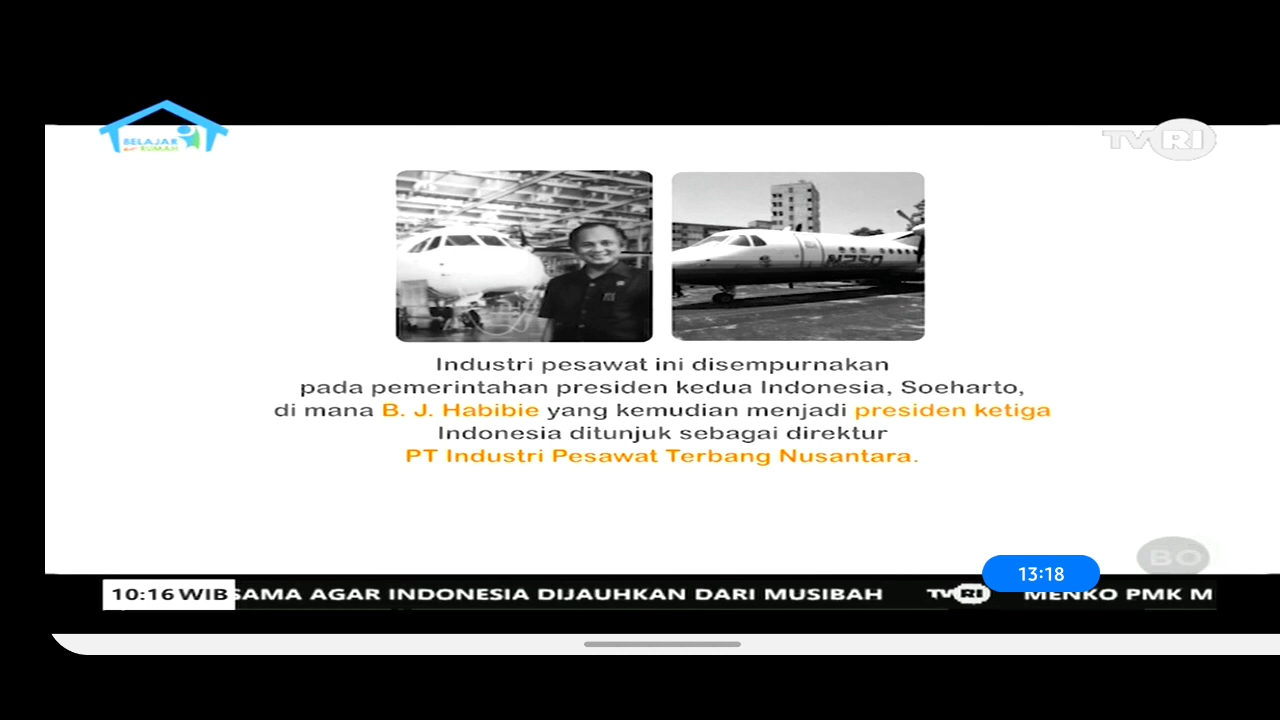 BELAJAR
RUMAH
TVRI
N250
Industri pesawat ini disempurnakan
pada pemerintahan presiden kedua Indonesia, Soeharto,
di mana B. J. Habibie yang kemudian menjadi presiden ketiga
Indonesia ditunjuk sebagai direktur
PT Industri Pesawat Terbang Nusantara.
BO
13:18
10:16 WIB SAMA AGAR INDONESIA DIJAUHKAN DARI MUSIBAH TVRI MENKO PMK M